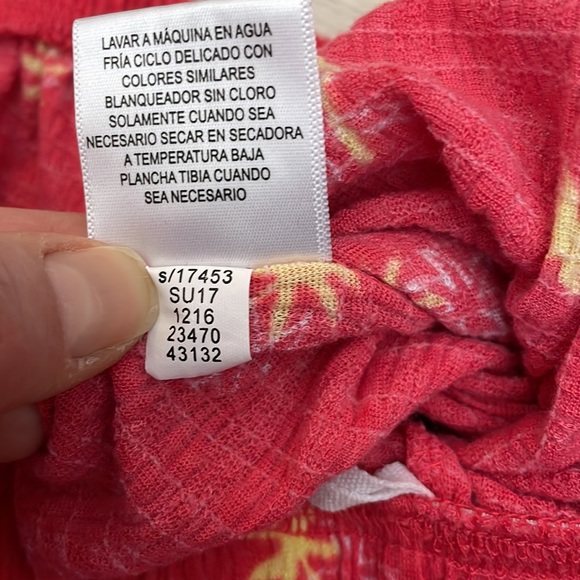 LAVAR A MÁQUINA EN AGUA
FRÍA CICLO DELICADO CON
COLORES SIMILARES
BLANQUEADOR SIN CLORO
SOLAMENTE CUANDO SEA
NECESARIO SECAR EN SECADORA
A TEMPERATURA BAJA
PLANCHA TIBIA CUANDO
SEA NECESARIO
s/17453
SU17
1216
23470
43132